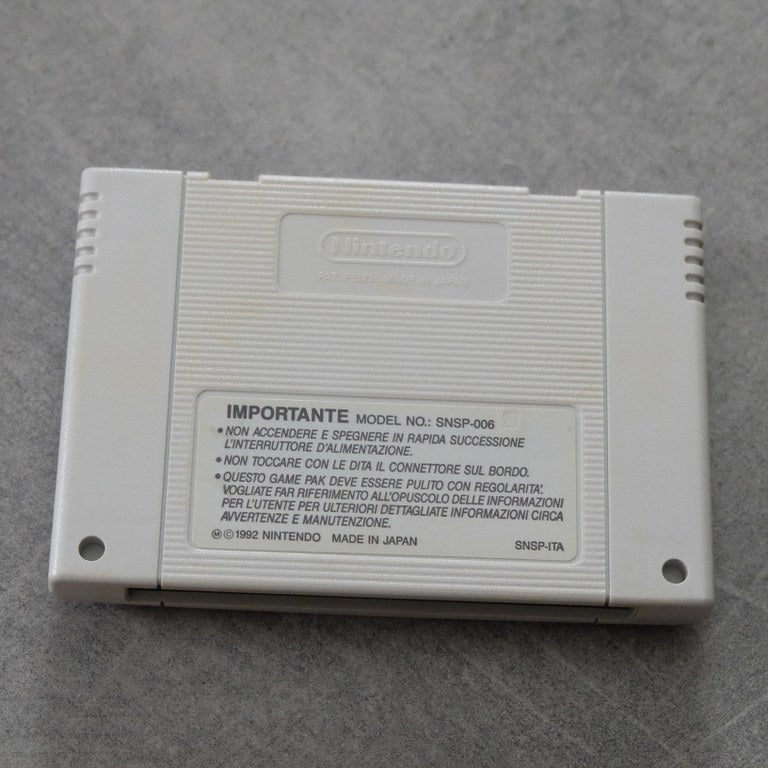 Nintendo
PAT. PEND. MADE IN JAPAN
IMPORTANTE MODEL NO.: SNSP-006 20
• NON ACCENDERE E SPEGNERE IN RAPIDA SUCCESSIONE
L'INTERRUTTORE D'ALIMENTAZIONE.
• NON TOCCARE CON LE DITA IL CONNETTORE SUL BORDO.
• QUESTO GAME PAK DEVE ESSERE PULITO CON REGOLARITA'.
VOGLIATE FAR RIFERIMENTO ALL'OPUSCOLO DELLE INFORMAZIONI
PER L'UTENTE PER ULTERIORI DETTAGLIATE INFORMAZIONI CIRCA
AVVERTENZE E MANUTENZIONE.
Ⓜ©1992 NINTENDO MADE IN JAPAN SNSP-ITA